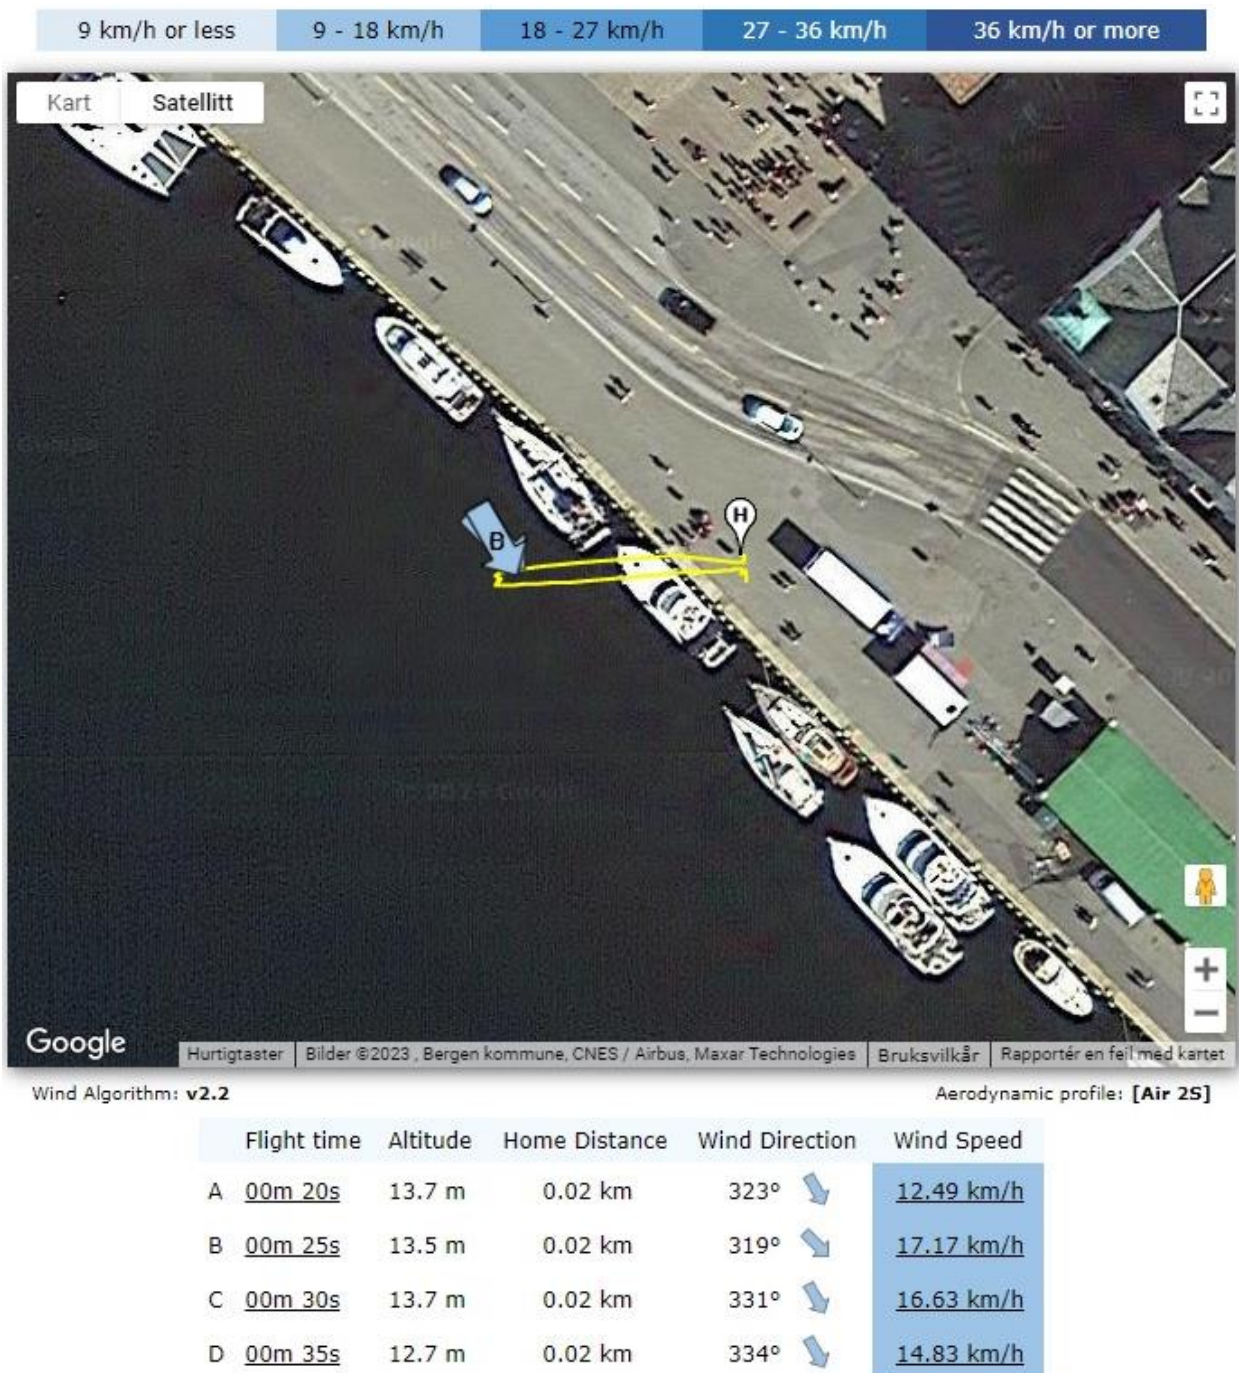 9 km/h or less 9 - 18 km/h 18 - 27 km/h 27 - 36 km/h 36 km/h or more
Kart Satellitt
H
B
Google
Hurtigtaster Bilder ©2023 , Bergen kommune, CNES / Airbus, Maxar Technologies Bruksvilkår Rapportér en feil med kartet
Wind Algorithm: v2.2 Aerodynamic profile: [Air 2S]
Flight time Altitude Home Distance Wind Direction Wind Speed
A 00m 20s 13.7 m 0.02 km 323° 12.49 km/h
B 00m 25s 13.5 m 0.02 km 319° 17.17 km/h
C 00m 30s 13.7 m 0.02 km 331° 16.63 km/h
D 00m 35s 12.7 m 0.02 km 334° 14.83 km/h